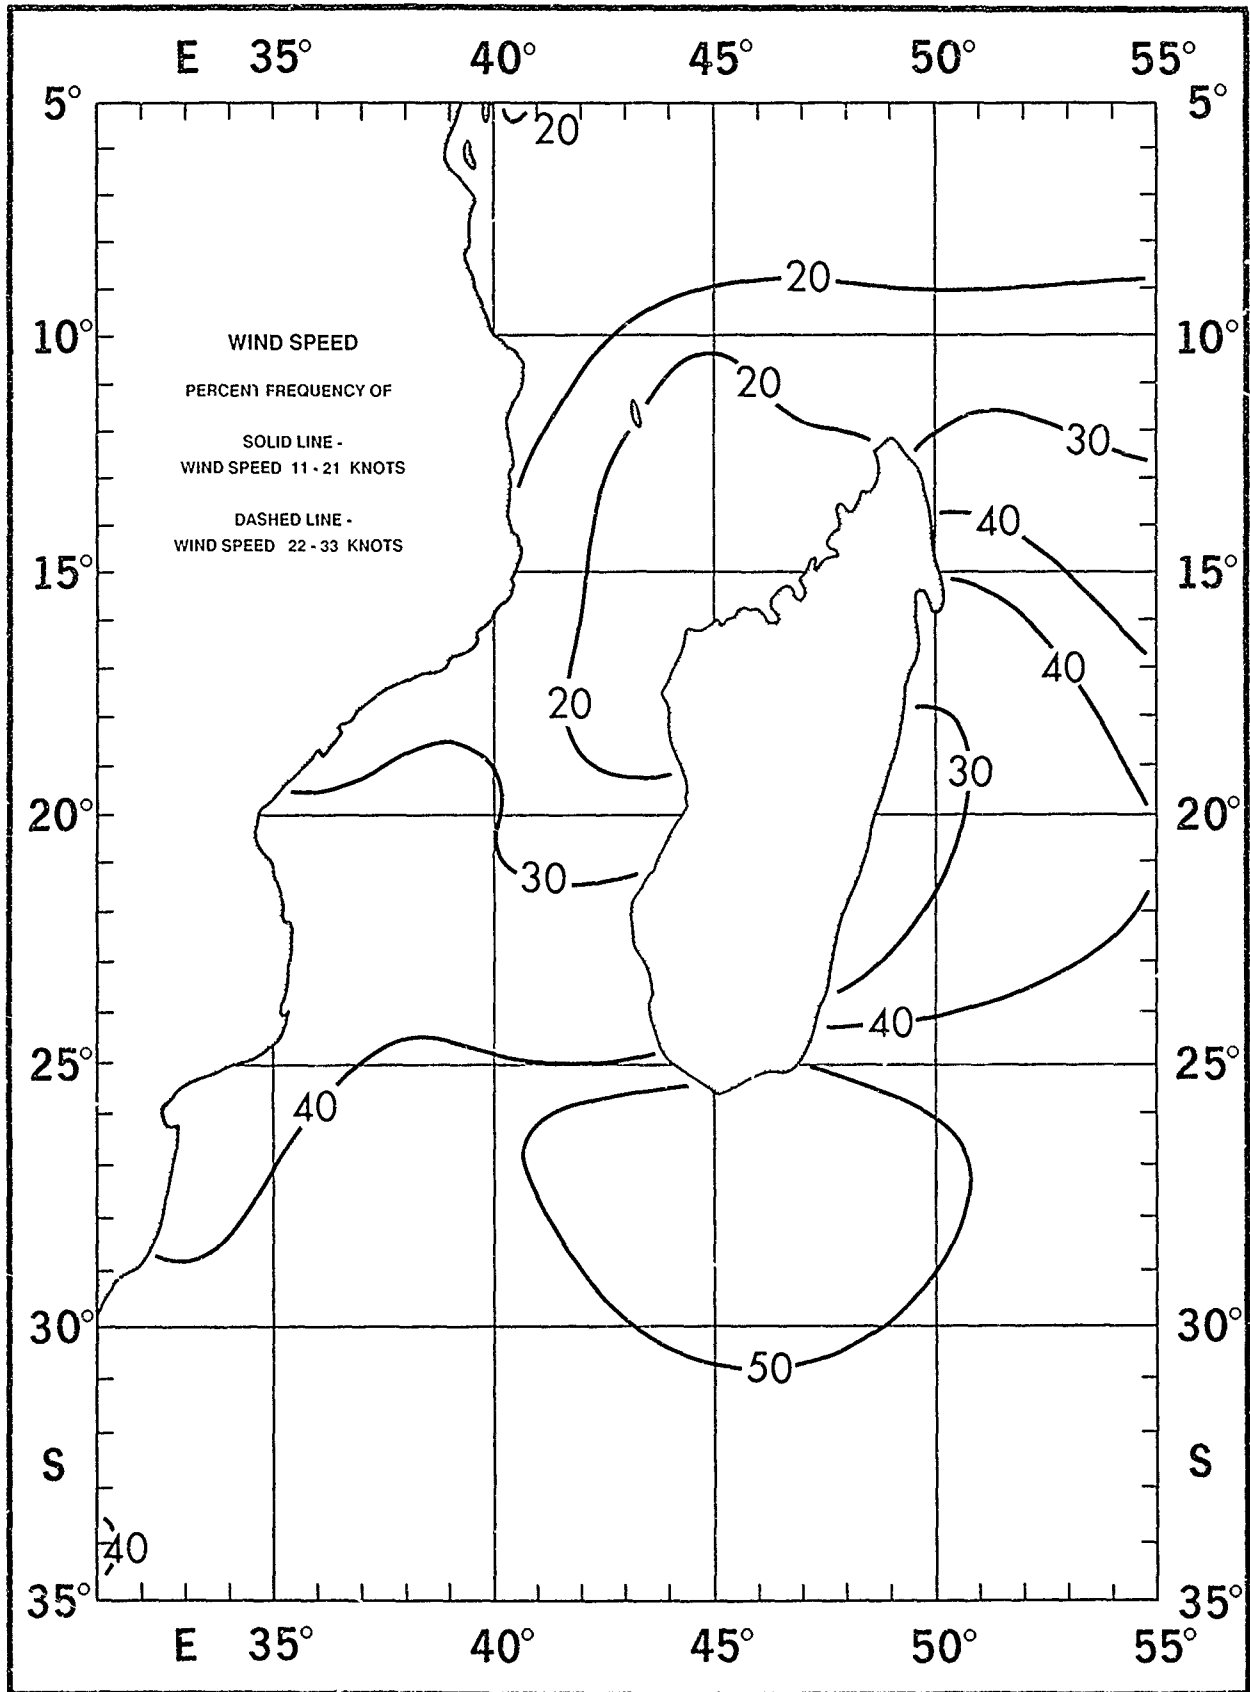 E 35° 40° 45° 50° 55°
5° 5°
20
20
10° 10°
WIND SPEED
20
PERCENT FREQUENCY OF
30
SOLID LINE -
WIND SPEED 11 - 21 KNOTS
DASHED LINE -
40
WIND SPEED 22 - 33 KNOTS
15° 15°
40
20
30
20° 20°
30
40
25° 25°
40
30° 30°
50
S S
40
35° 35°
E 35° 40° 45° 50° 55°